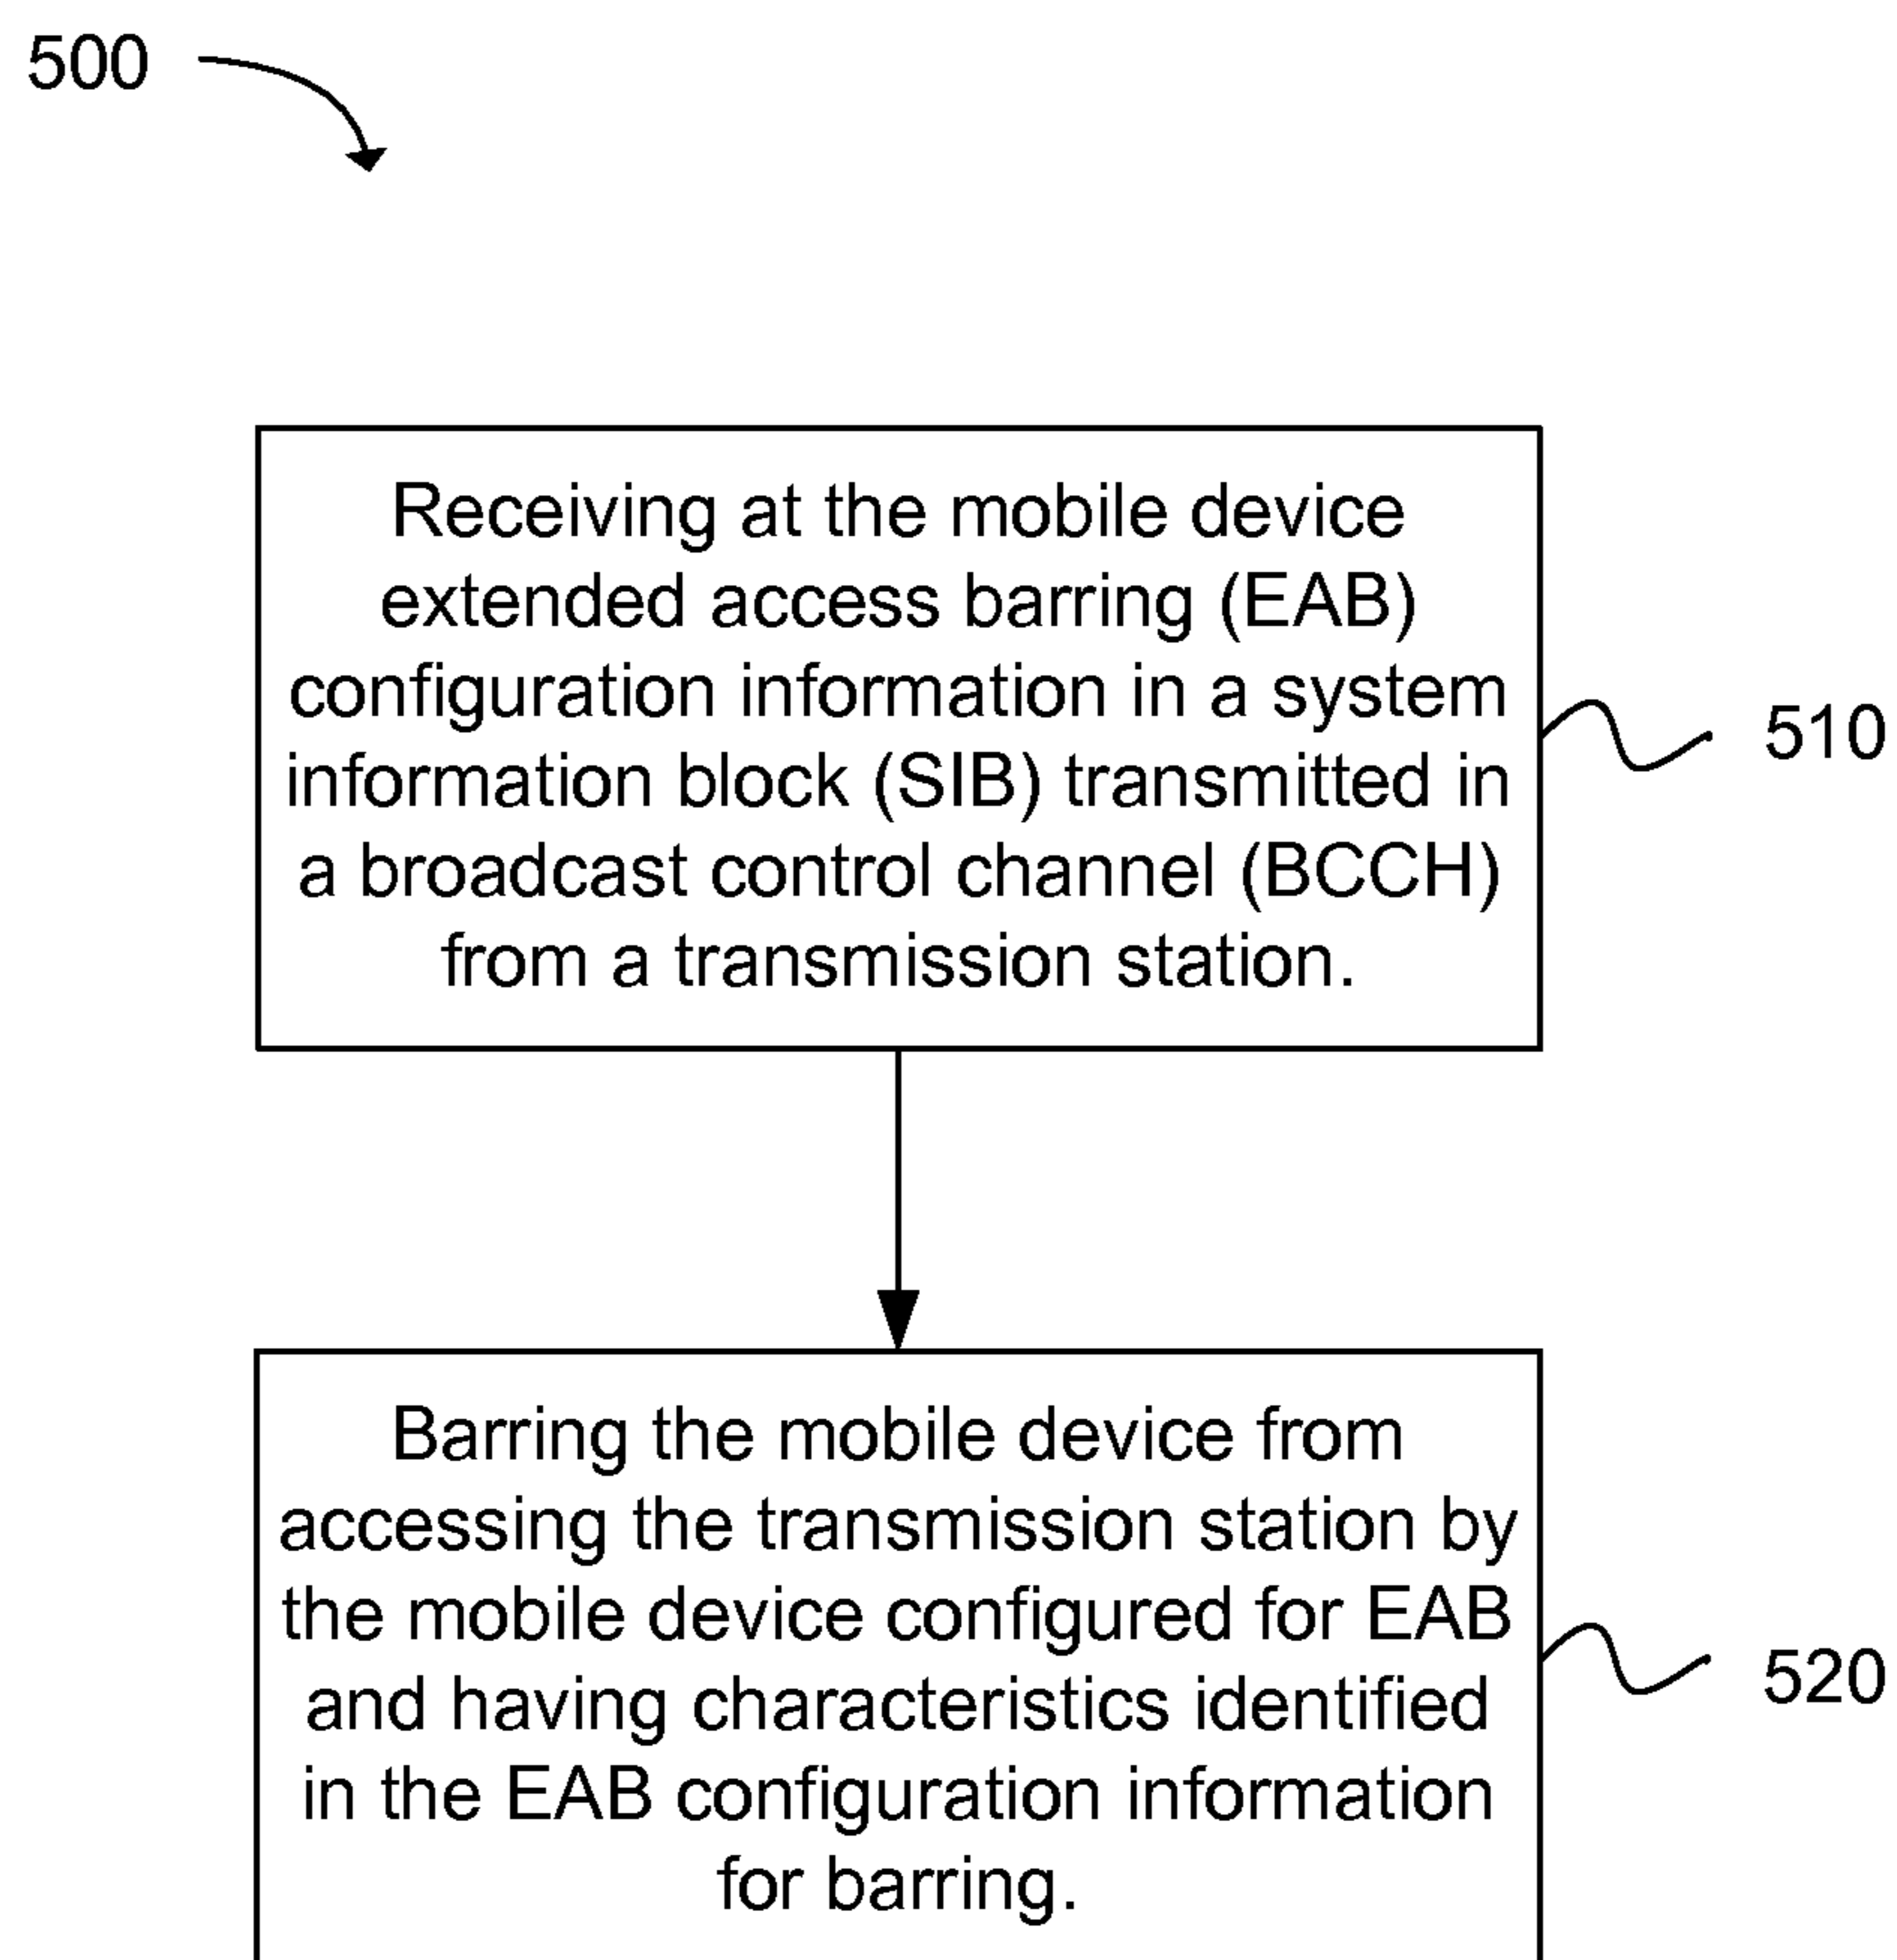 500
Receiving at the mobile device
extended access barring (EAB)
configuration information in a system
information block (SIB) transmitted in
a broadcast control channel (BCCH)
from a transmission station.
510
Barring the mobile device from
accessing the transmission station by
the mobile device configured for EAB
and having characteristics identified
in the EAB configuration information
for barring.
520